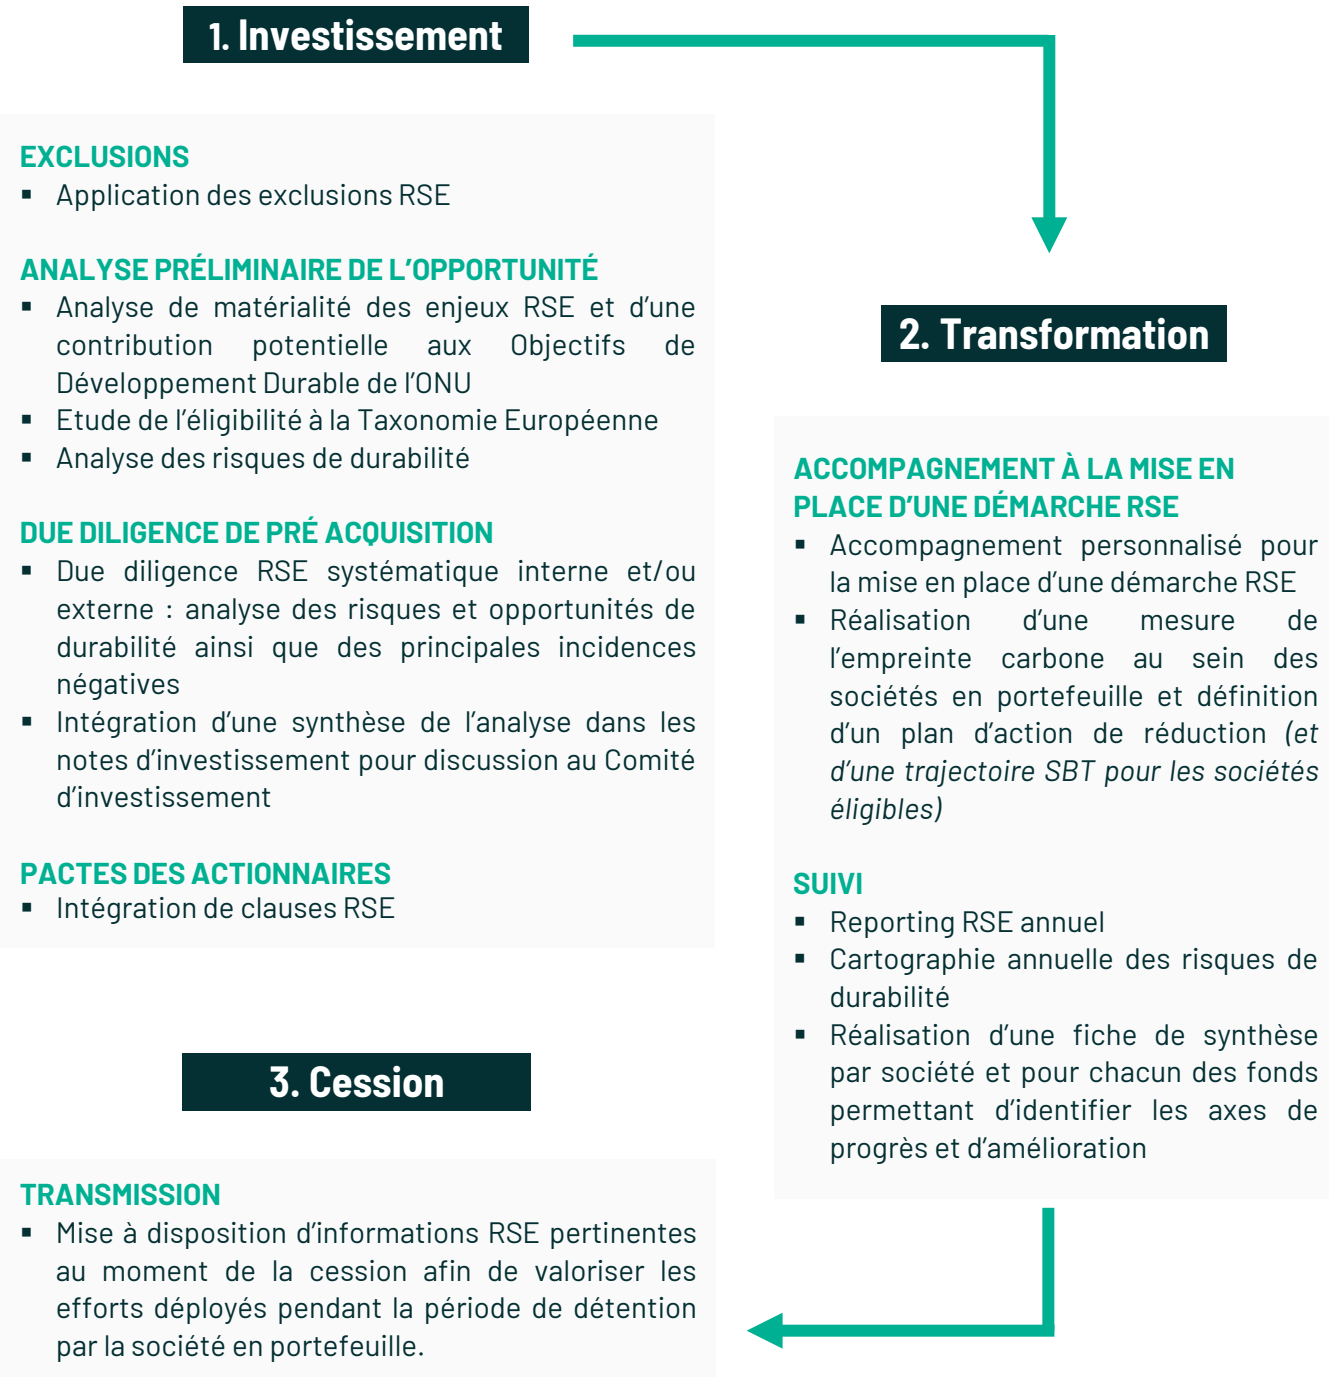 1. Investissement
EXCLUSIONS
▪ Application des exclusions RSE
ANALYSE PRÉLIMINAIRE DE L’OPPORTUNITÉ
▪ Analyse de matérialité des enjeux RSE et d’une
contribution potentielle aux Objectifs de
Développement Durable de l’ONU
▪ Etude de l’éligibilité à la Taxonomie Européenne
▪ Analyse des risques de durabilité
DUE DILIGENCE DE PRÉ ACQUISITION
▪ Due diligence RSE systématique interne et/ou
externe : analyse des risques et opportunités de
durabilité ainsi que des principales incidences
négatives
▪ Intégration d’une synthèse de l’analyse dans les
notes d’investissement pour discussion au Comité
d’investissement
PACTES DES ACTIONNAIRES
▪ Intégration de clauses RSE
2. Transformation
ACCOMPAGNEMENT À LA MISE EN
PLACE D’UNE DÉMARCHE RSE
▪ Accompagnement personnalisé pour
la mise en place d’une démarche RSE
▪ Réalisation d’une mesure de
l’empreinte carbone au sein des
sociétés en portefeuille et définition
d’un plan d’action de réduction (et
d’une trajectoire SBT pour les sociétés
éligibles)
SUIVI
▪ Reporting RSE annuel
▪ Cartographie annuelle des risques de
durabilité
▪ Réalisation d’une fiche de synthèse
par société et pour chacun des fonds
permettant d’identifier les axes de
progrès et d’amélioration
3. Cession
TRANSMISSION
▪ Mise à disposition d’informations RSE pertinentes
au moment de la cession afin de valoriser les
efforts déployés pendant la période de détention
par la société en portefeuille.